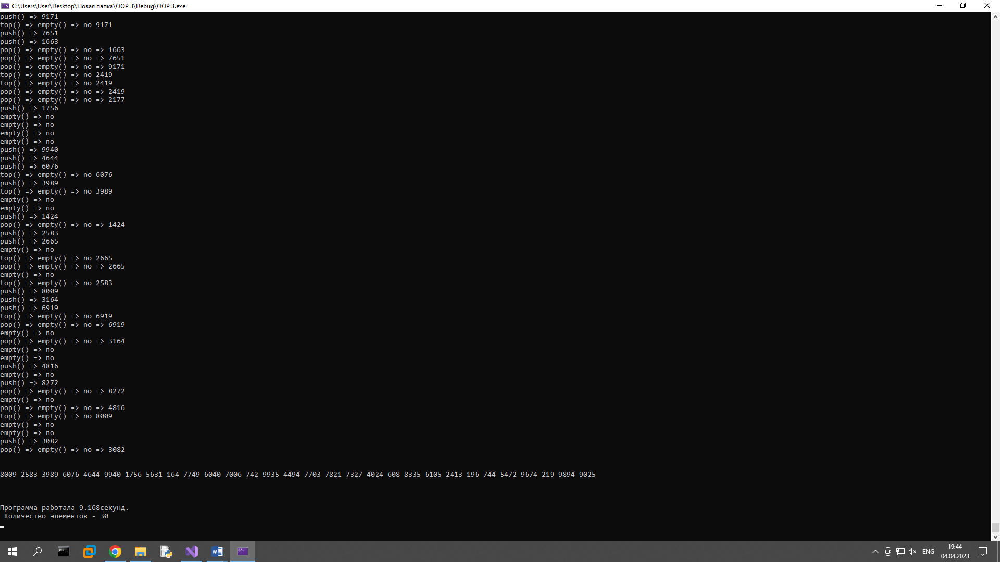 C:\Users\User\Desktop\Новая папка\OOP 3\Debug\OOP 3.exe
push() => 9171
top() => empty() => no 9171
push() => 7651
push() => 1663
pop() => empty() => no => 1663
pop() => empty() => no => 7651
pop() => empty() => no => 9171
top() => empty() => no 2419
top() => empty() => no 2419
pop() => empty() => no => 2419
pop() => empty() => no => 2177
push() => 1756
empty() => no
empty() => no
empty() => no
empty() => no
push() => 9940
push() => 4644
push() => 6076
top() => empty() => no 6076
push() => 3989
top() => empty() => no 3989
empty() => no
empty() => no
push() => 1424
pop() => empty() => no => 1424
push() => 2583
push() => 2665
empty() => no
top() => empty() => no 2665
pop() => empty() => no => 2665
empty() => no
top() => empty() => no 2583
push() => 8009
push() => 3164
push() => 6919
top() => empty() => no 6919
pop() => empty() => no => 6919
empty() => no
pop() => empty() => no => 3164
empty() => no
empty() => no
push() => 4816
empty() => no
push() => 8272
pop() => empty() => no => 8272
empty() => no
pop() => empty() => no => 4816
top() => empty() => no 8009
empty() => no
empty() => no
push() => 3082
pop() => empty() => no => 3082
8009 2583 3989 6076 4644 9940 1756 5631 164 7749 6040 7006 742 9935 4494 7703 7821 7327 4024 608 8335 6105 2413 196 744 5472 9674 219 9894 9025
Программа работала 9.168секунд.
Количество элементов - 30
ENG
19:44
04.04.2023